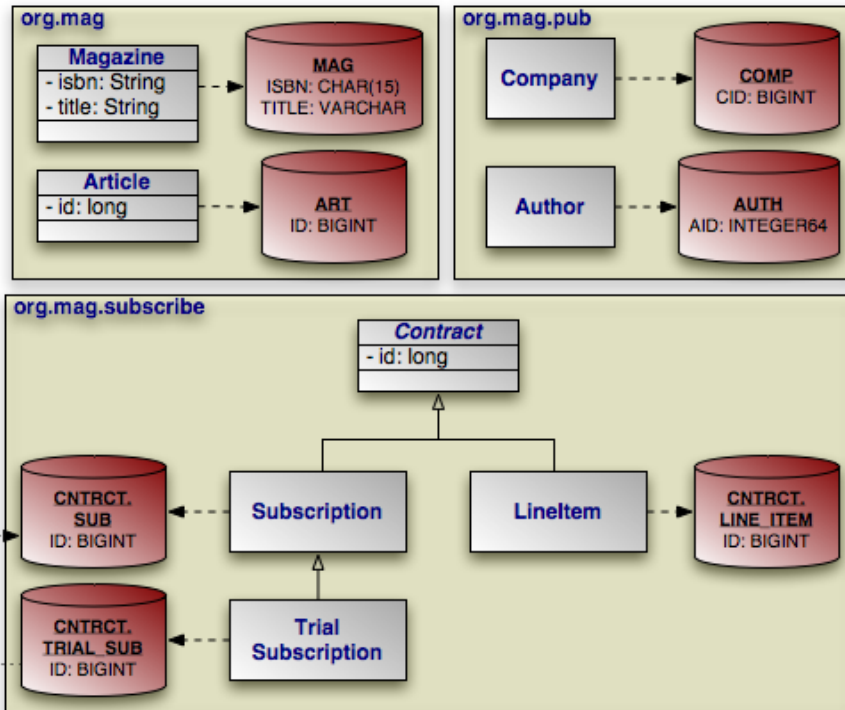 org.mag
Magazine
- isbn: String
- title: String
MAG
ISBN: CHAR(15)
TITLE: VARCHAR
Article
- id: long
ART
ID: BIGINT
org.mag.pub
Company
COMP
CID: BIGINT
Author
AUTH
AID: INTEGER64
org.mag.subscribe
Contract
- id: long
CNTRCT.
SUB
ID: BIGINT
Subscription
LineItem
CNTRCT.
LINE_ITEM
ID: BIGINT
CNTRCT.
TRIAL_SUB
ID: BIGINT
Trial
Subscription